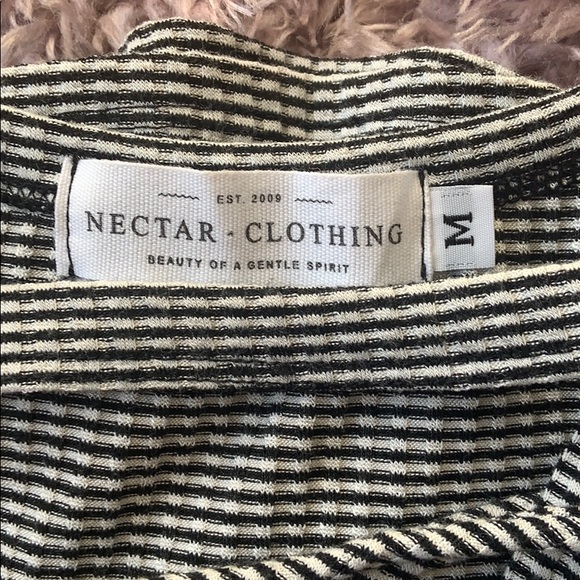 EST. 2009
NECTAR - CLOTHING
BEAUTY OF A GENTLE SPIRIT
M